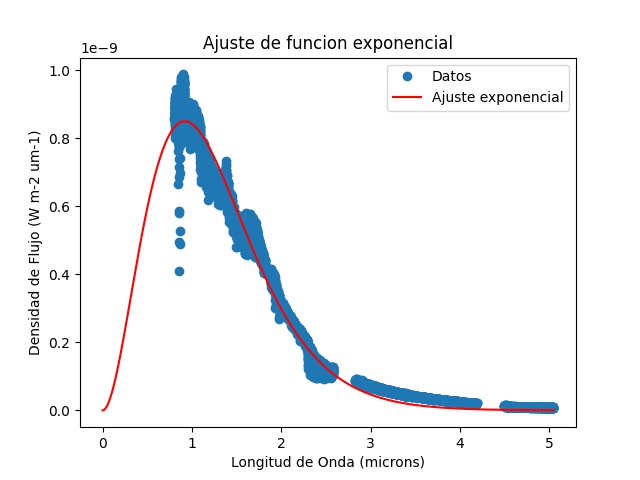 Ajuste de funcion exponencial
1e−9
1.0
0.8
0.6
0.4
0.2
0.0
Densidad de Flujo (W m-2 um-1)
Datos
Ajuste exponencial
0 1 2 3 4 5
Longitud de Onda (microns)